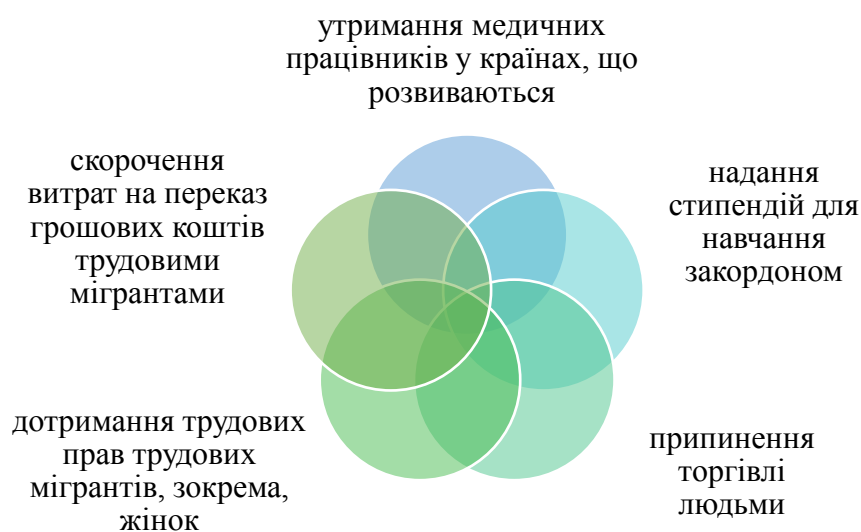 утримання медичних
працівників у країнах, що
розвиваються
скорочення
витрат на переказ
грошових коштів
трудовими
мігрантами
надання
стипендій для
навчання
закордоном
дотримання трудових
прав трудових
мігрантів, зокрема,
жінок
припинення
торгівлі
людьми